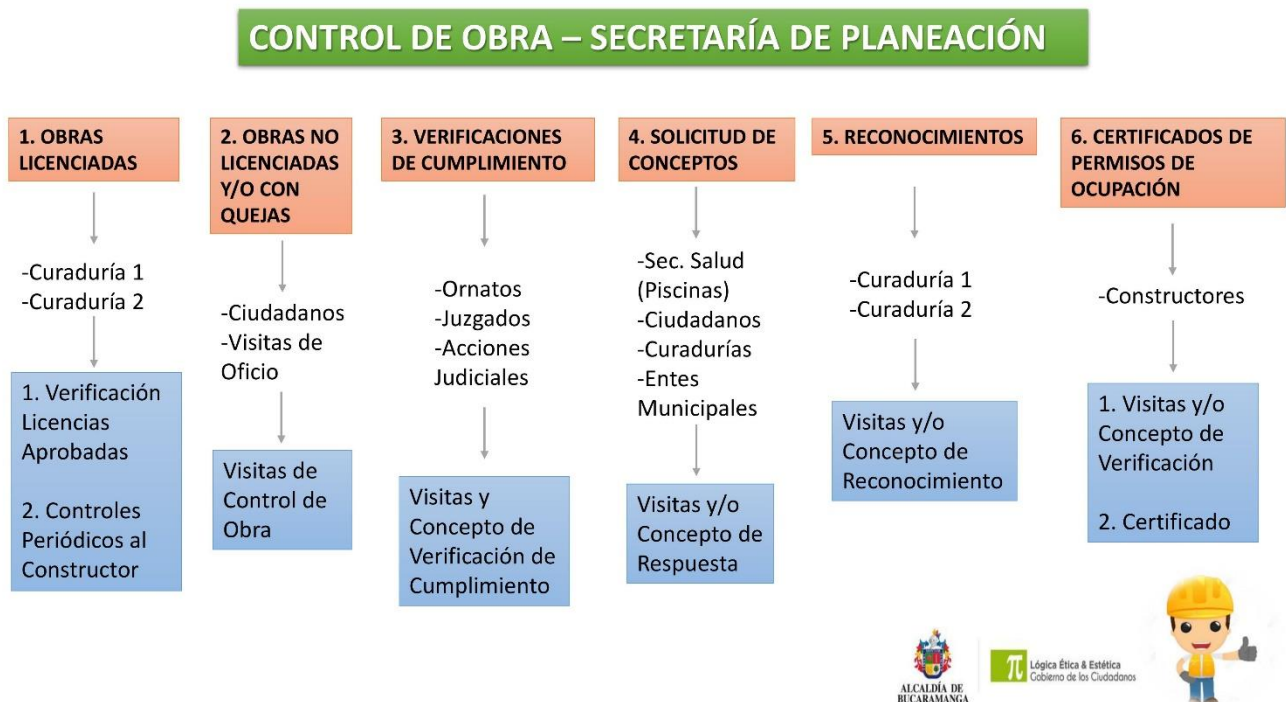 CONTROL DE OBRA – SECRETARÍA DE PLANEACIÓN
1. OBRAS
LICENCIADAS
-Curaduría 1
-Curaduría 2
1. Verificación
Licencias
Aprobadas
2. Controles
Periódicos al
Constructor
2. OBRAS NO
LICENCIADAS
Y/O CON
QUEJAS
-Ciudadanos
-Visitas de
Oficio
Visitas de
Control de
Obra
3. VERIFICACIONES
DE CUMPLIMIENTO
-Ornatos
-Juzgados
-Acciones
Judiciales
Visitas y
Concepto de
Verificación de
Cumplimiento
4. SOLICITUD DE
CONCEPTOS
-Sec. Salud
(Piscinas)
-Ciudadanos
-Curadurías
-Entes
Municipales
Visitas y/o
Concepto de
Respuesta
5. RECONOCIMIENTOS
-Curaduría 1
-Curaduría 2
Visitas y/o
Concepto de
Reconocimiento
6. CERTIFICADOS DE
PERMISOS DE
OCUPACIÓN
-Constructores
1. Visitas y/o
Concepto de
Verificación
2. Certificado
ALCALDÍA DE
BUCARAMANGA
π
Lógica Ética & Estética
Gobierno de los Ciudadanos